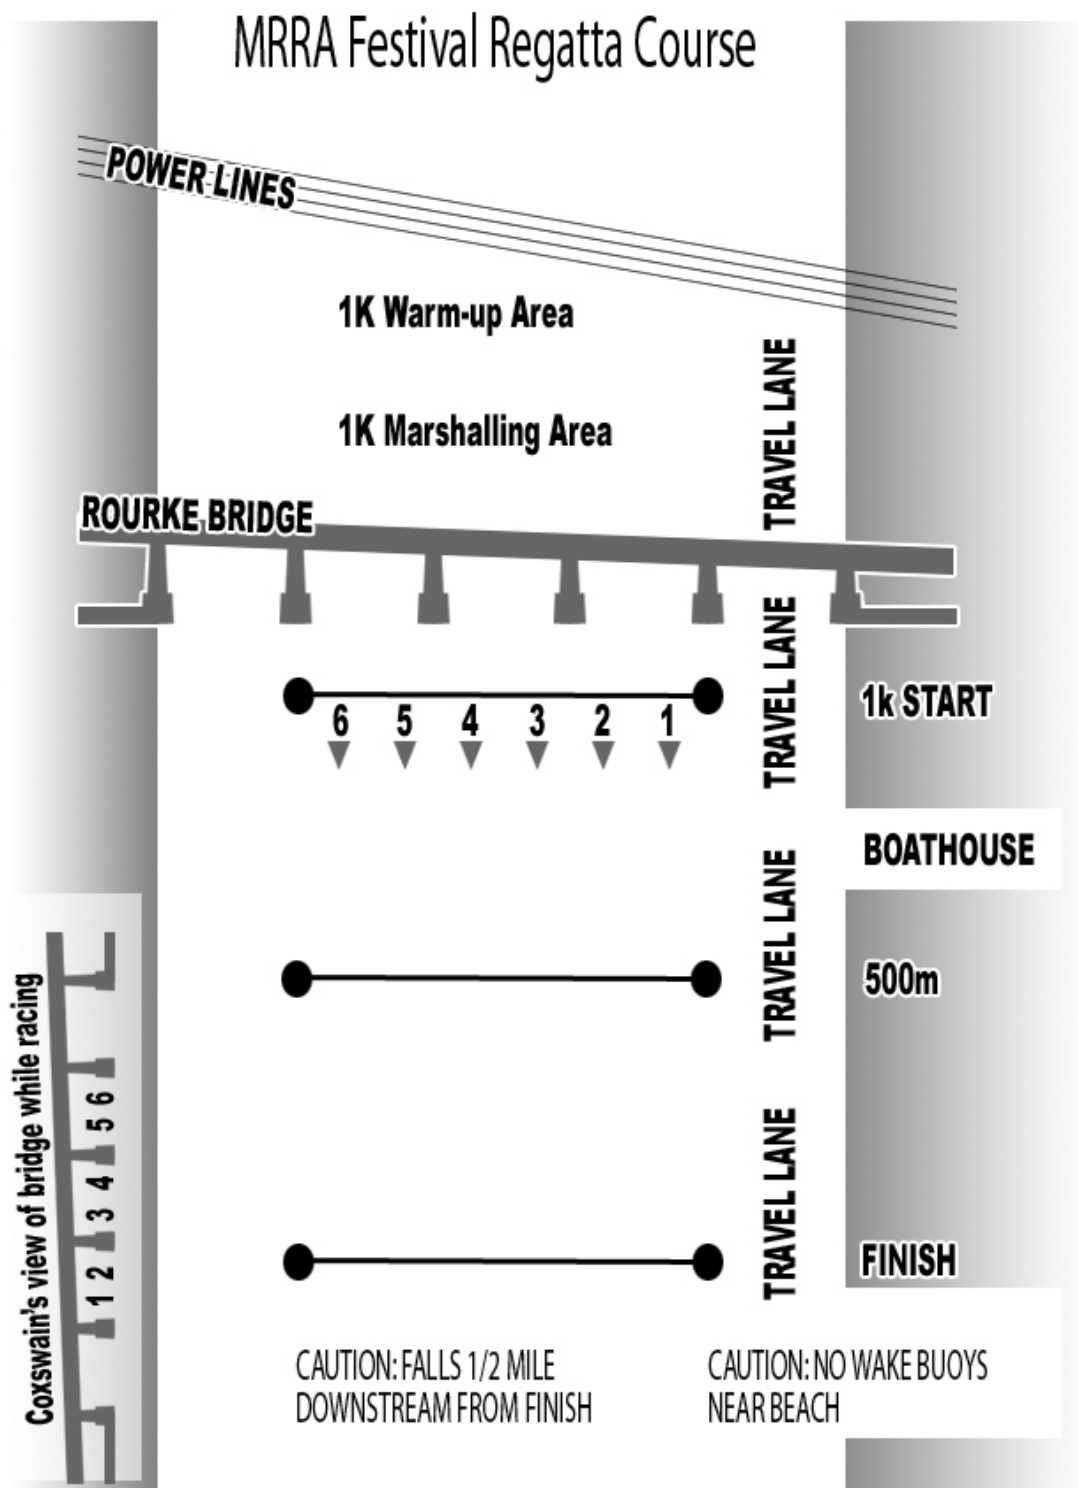 MRRA Festival Regatta Course
POWER LINES
1K Warm-up Area
TRAVEL LANE
1K Marshalling Area
ROURKE BRIDGE
TRAVEL LANE
1k START
6 5 4 3 2 1
BOATHOUSE
TRAVEL LANE
500m
Coxswain's view of bridge while racing
1 2 3 4 5 6
TRAVEL LANE
FINISH
CAUTION: FALLS 1/2 MILE
DOWNSTREAM FROM FINISH
CAUTION: NO WAKE BUOYS
NEAR BEACH